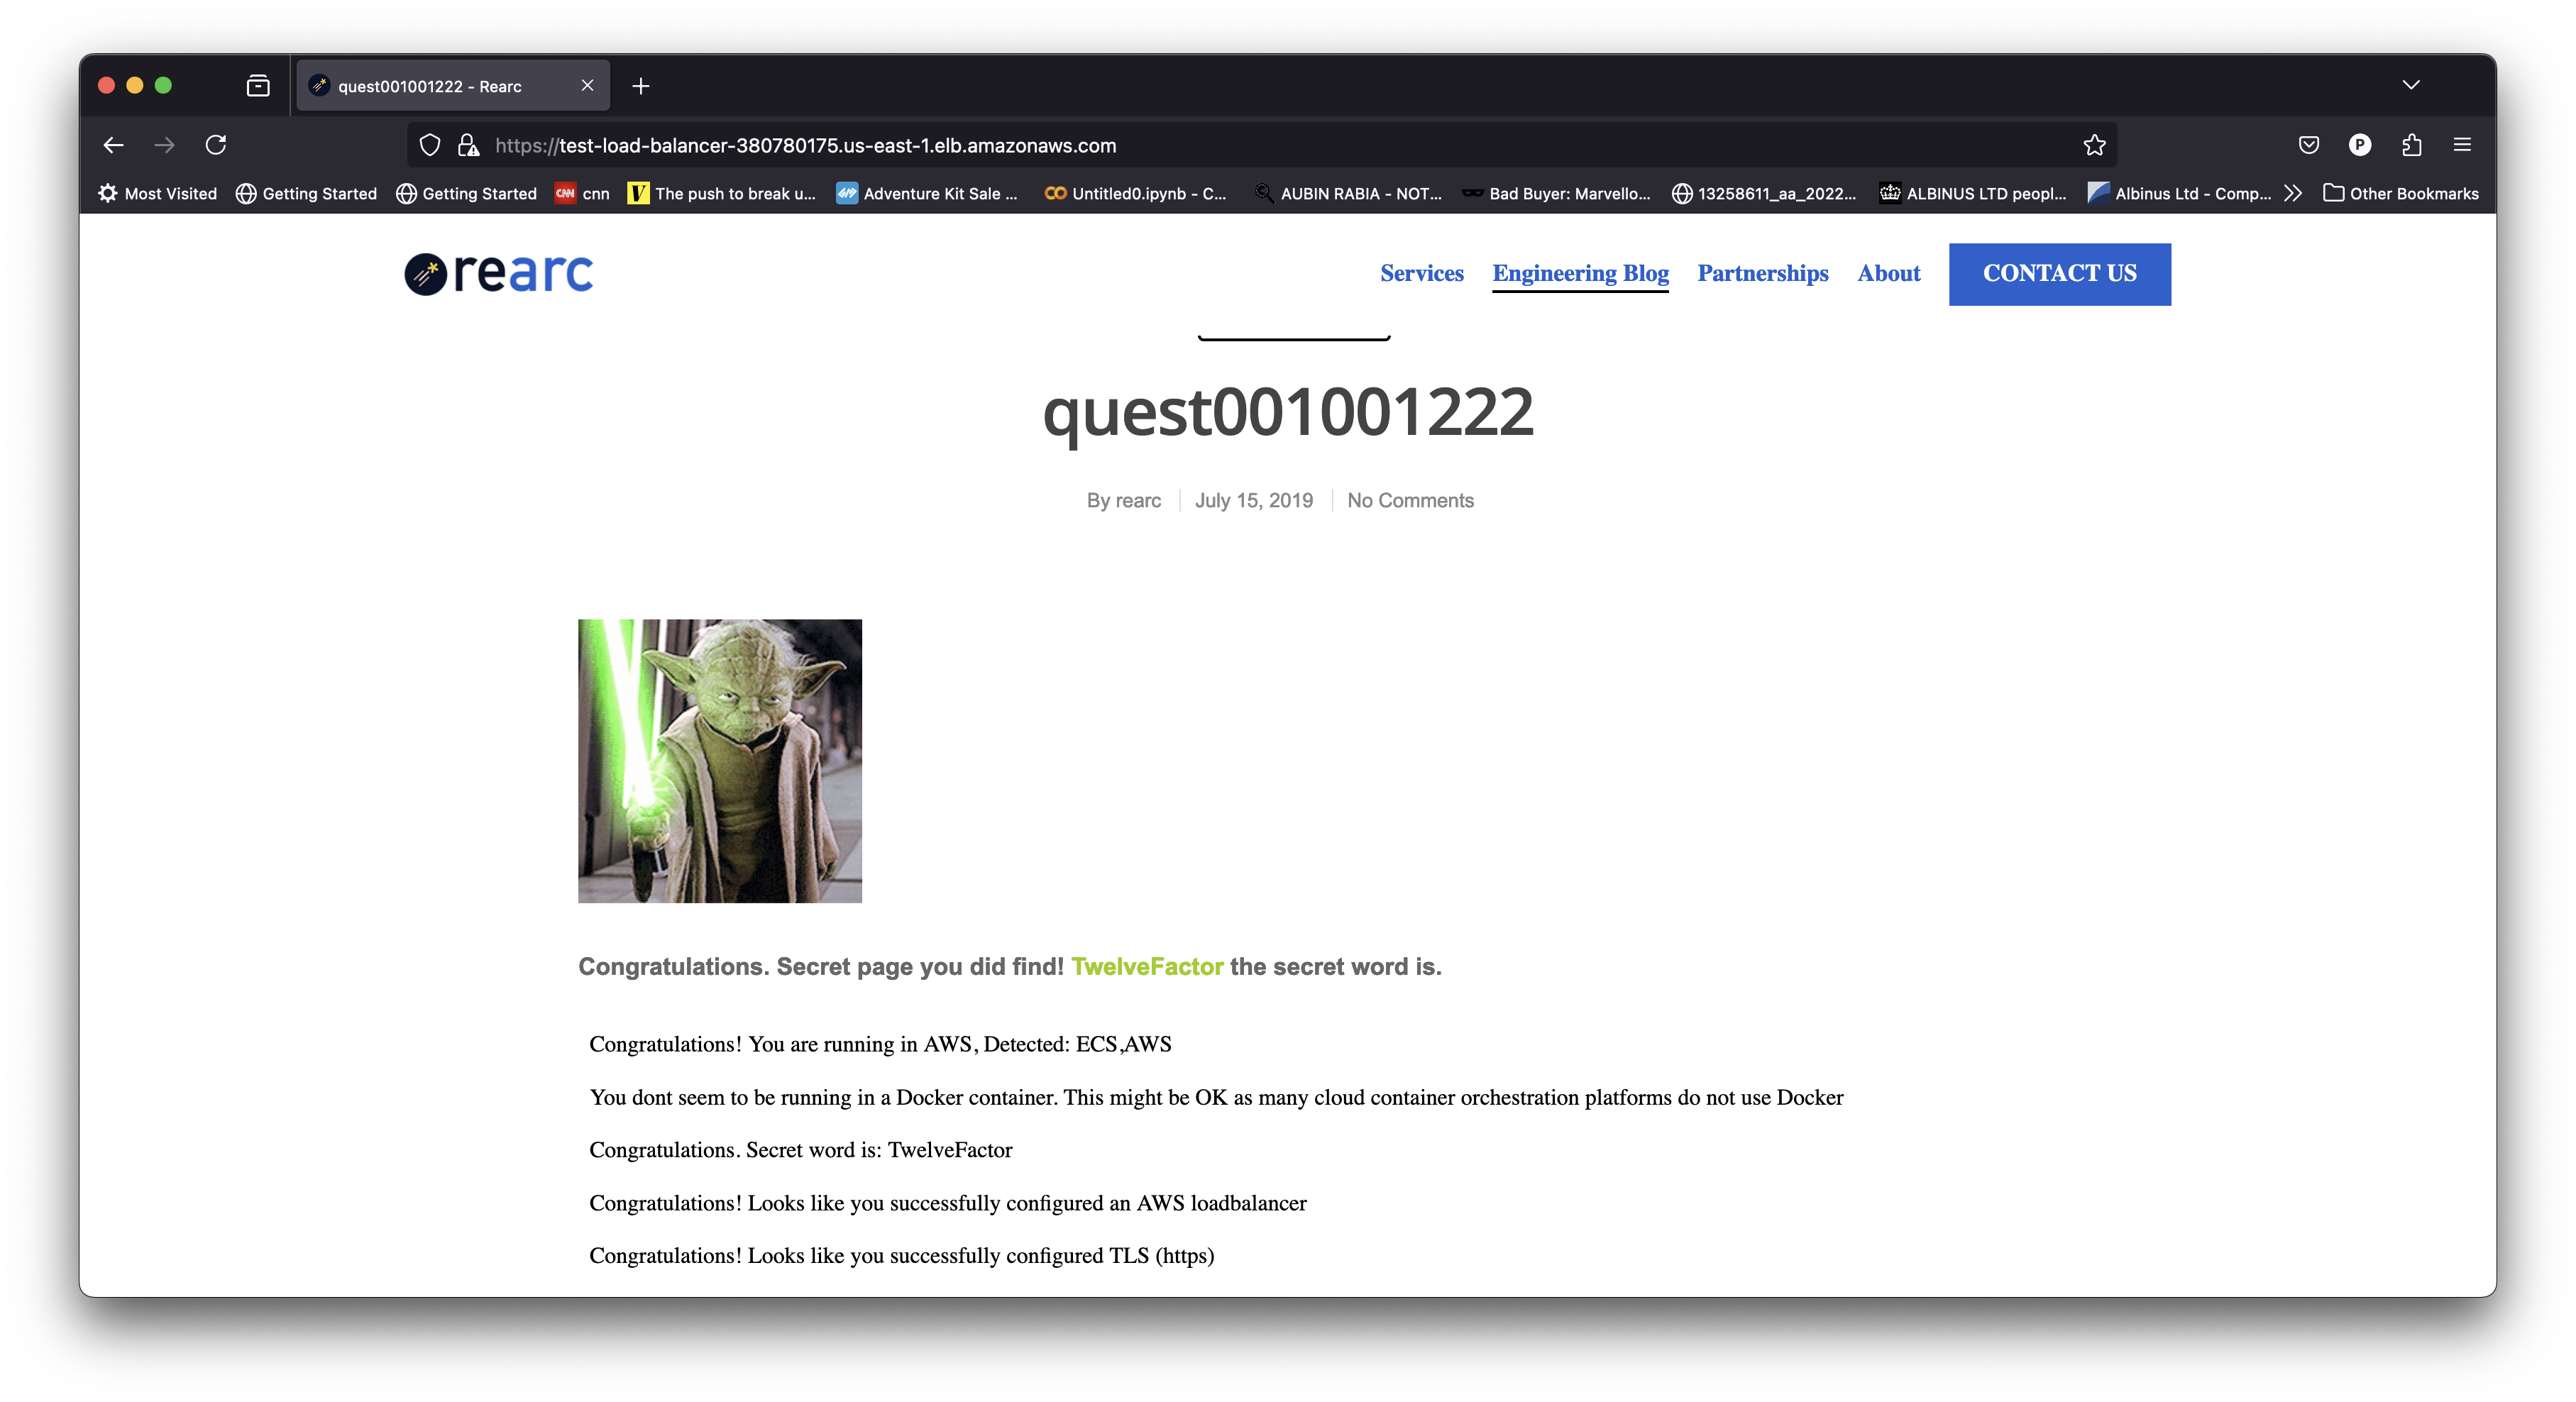 quest001001222 - Rearc
https://test-load-balancer-380780175.us-east-1.elb.amazonaws.com
P
Most Visited Getting Started Getting Started CNN cnn V The push to break u... Adventure Kit Sale ... CO Untitled0.ipynb - C... AUBIN RABIA - NOT... Bad Buyer: Marvello... 13258611_aa_2022... ALBINUS LTD peopl... Albinus Ltd - Comp... Other Bookmarks
rearc Services Engineering Blog Partnerships About CONTACT US
quest001001222
By rearc July 15, 2019 No Comments
Congratulations. Secret page you did find! TwelveFactor the secret word is.
Congratulations! You are running in AWS, Detected: ECS,AWS
You dont seem to be running in a Docker container. This might be OK as many cloud container orchestration platforms do not use Docker
Congratulations. Secret word is: TwelveFactor
Congratulations! Looks like you successfully configured an AWS loadbalancer
Congratulations! Looks like you successfully configured TLS (https)